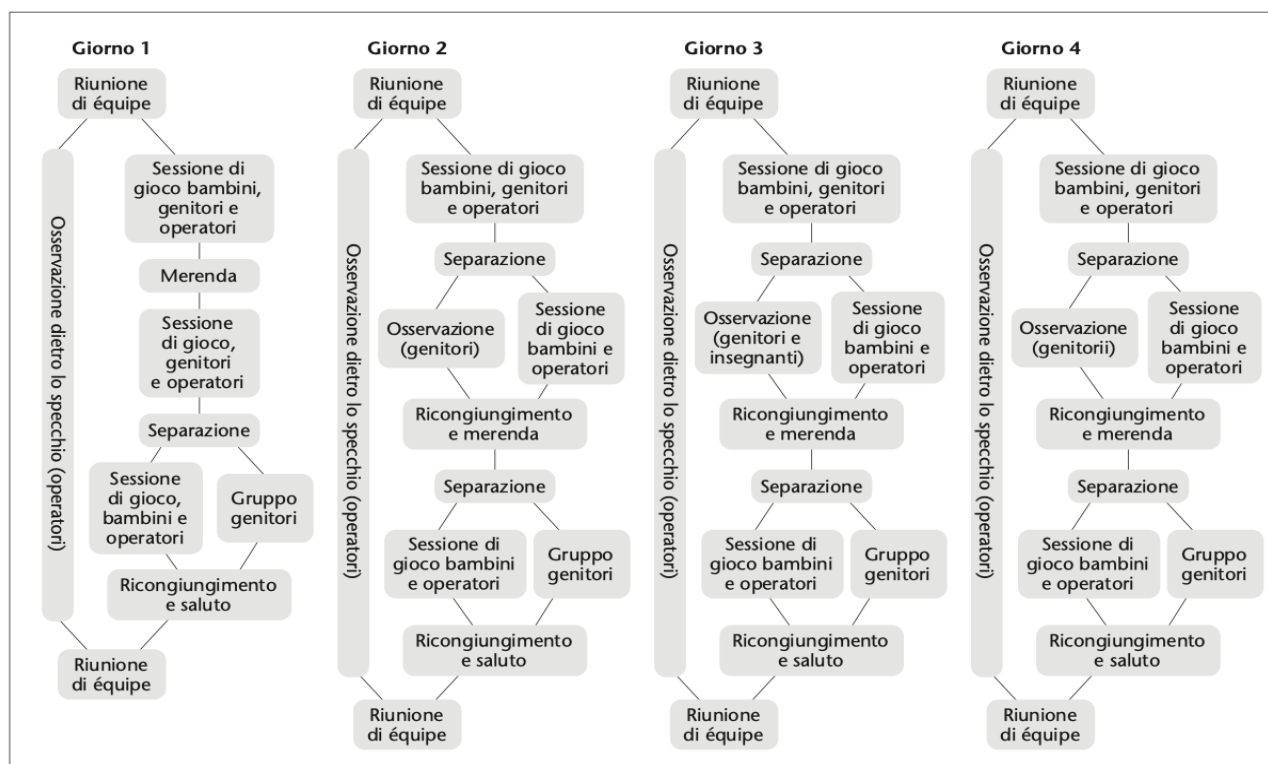 Giorno 1
Riunione
di équipe
Osservazione dietro lo specchio (operatori)
Sessione di
gioco bambini,
genitori e
operatori
Merenda
Sessione
di gioco,
genitori
e operatori
Separazione
Sessione
di gioco,
bambini e
operatori
Gruppo
genitori
Ricongiungimento
e saluto
Riunione
di équipe
Giorno 2
Riunione
di équipe
Osservazione dietro lo specchio (operatori)
Sessione di gioco
bambini, genitori
e operatori
Separazione
Osservazione
(genitori)
Sessione
di gioco
bambini e
operatori
Ricongiungimento
e merenda
Separazione
Sessione di
gioco bambini
e operatori
Gruppo
genitori
Ricongiungimento
e saluto
Riunione
di équipe
Giorno 3
Riunione
di équipe
Osservazione dietro lo specchio (operatori)
Sessione di gioco
bambini, genitori
e operatori
Separazione
Osservazione
(genitori e
insegnanti)
Sessione
di gioco
bambini e
operatori
Ricongiungimento
e merenda
Separazione
Sessione di
gioco bambini
e operatori
Gruppo
genitori
Ricongiungimento
e saluto
Riunione
di équipe
Giorno 4
Riunione
di équipe
Osservazione dietro lo specchio (operatori)
Sessione di gioco
bambini, genitori
e operatori
Separazione
Osservazione
(genitorii)
Sessione
di gioco
bambini e
operatori
Ricongiungimento
e merenda
Separazione
Sessione di
gioco bambini
e operatori
Gruppo
genitori
Ricongiungimento
e saluto
Riunione
di équipe